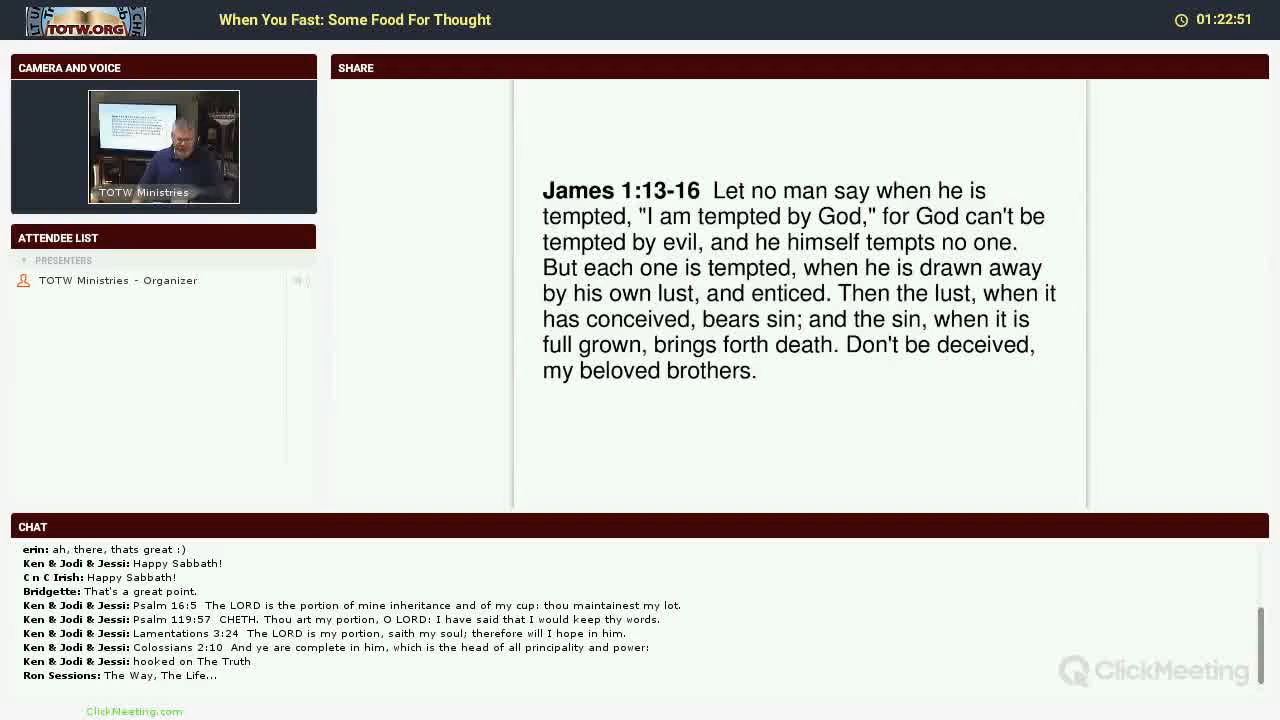 TOTW.ORG
When You Fast: Some Food For Thought
01:22:51
CAMERA AND VOICE
TOTW Ministries
ATTENDEE LIST
PRESENTERS
TOTW Ministries - Organizer
SHARE
James 1:13-16 Let no man say when he is
tempted, "I am tempted by God," for God can't be
tempted by evil, and he himself tempts no one.
But each one is tempted, when he is drawn away
by his own lust, and enticed. Then the lust, when it
has conceived, bears sin; and the sin, when it is
full grown, brings forth death. Don't be deceived,
my beloved brothers.
CHAT
erin: ah, there, thats great :)
Ken & Jodi & Jessi: Happy Sabbath!
C n C Irish: Happy Sabbath!
Bridgette: That's a great point.
Ken & Jodi & Jessi: Psalm 16:5 The LORD is the portion of mine inheritance and of my cup: thou maintainest my lot.
Ken & Jodi & Jessi: Psalm 119:57 CHETH. Thou art my portion, O LORD: I have said that I would keep thy words.
Ken & Jodi & Jessi: Lamentations 3:24 The LORD is my portion, saith my soul; therefore will I hope in him.
Ken & Jodi & Jessi: Colossians 2:10 And ye are complete in him, which is the head of all principality and power:
Ken & Jodi & Jessi: hooked on The Truth
Ron Sessions: The Way, The Life...
ClickMeeting
ClickMeeting.com